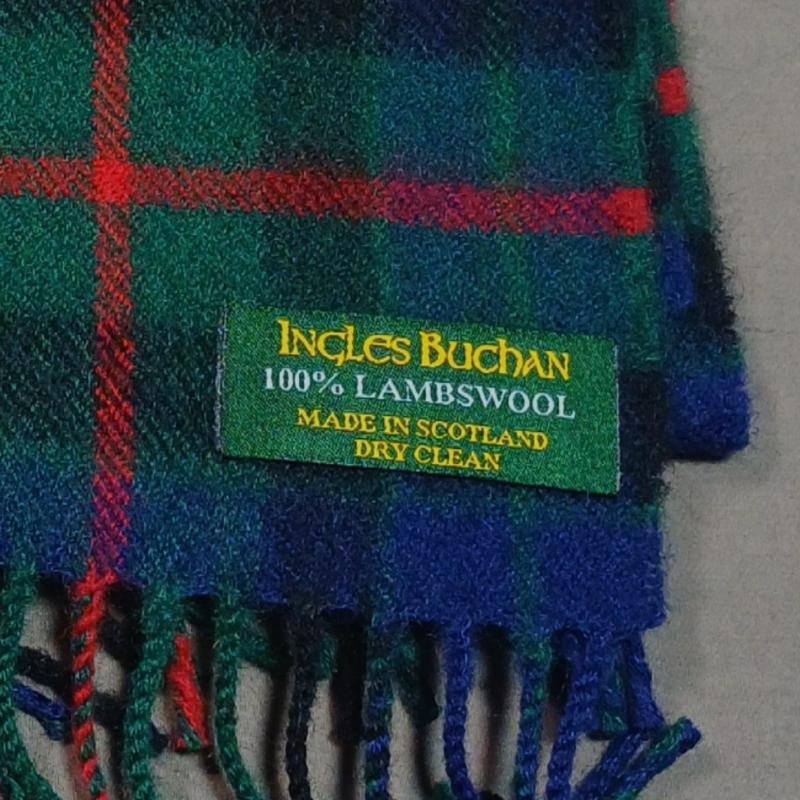 Ingles Buchan
100% LAMBSWOOL
MADE IN SCOTLAND
DRY CLEAN